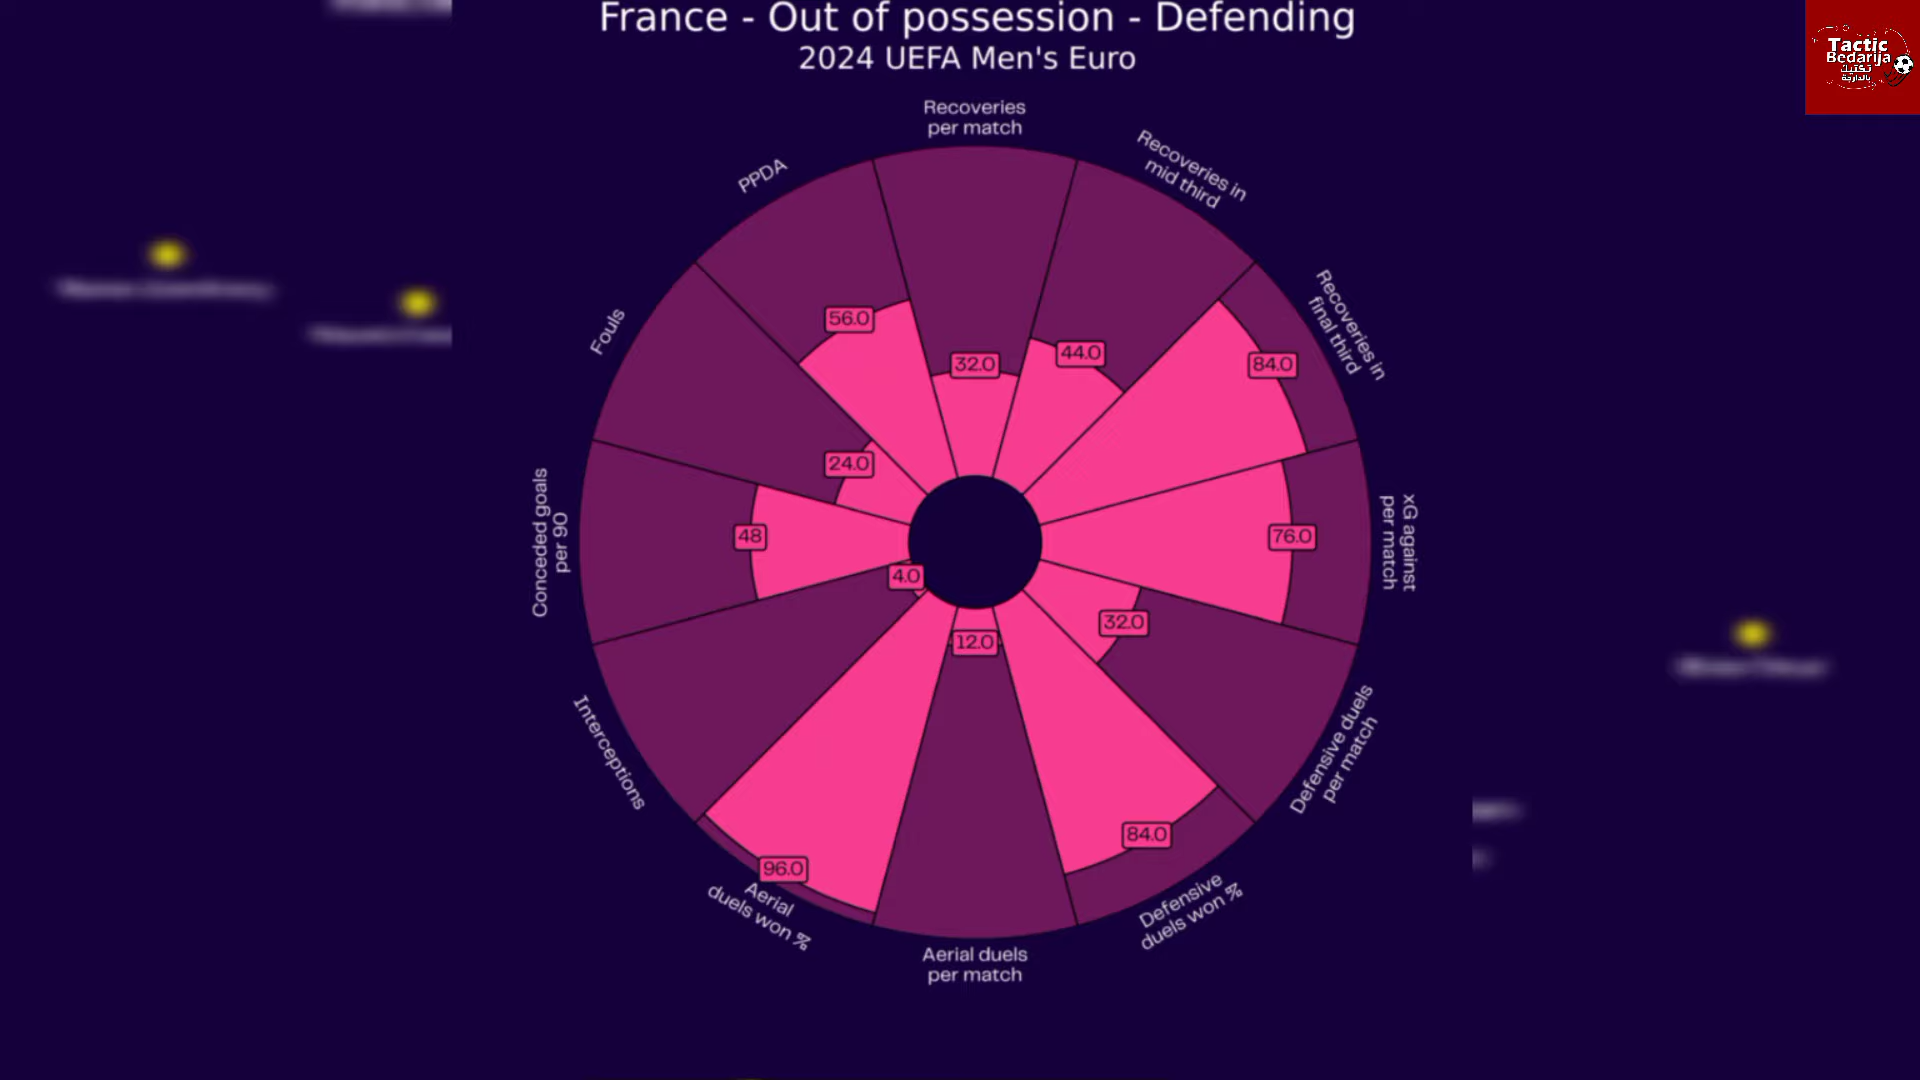 France - Out of possession - Defending
2024 UEFA Men's Euro
Tactic
Bedarija
تكتيك
بالدارجة
Recoveries
per match
Recoveries in
mid third
Recoveries in
final third
xG against
per match
Defensive duels
per match
Defensive
duels won %
Aerial duels
per match
Aerial
duels won %
Interceptions
Conceded goals
per 90
Fouls
PPDA
32.0
44.0
84.0
76.0
32.0
84.0
12.0
96.0
4.0
48
24.0
56.0